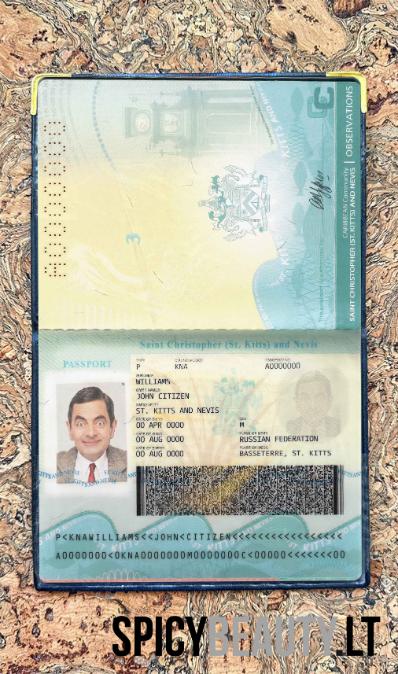 OBSERVATIONS
CARIBBEAN Community
SAINT CHRISTOPHER (ST. KITTS) AND NEVIS
3
Saint Christopher (St. Kitts) and Nevis
PASSPORT
P KNA A0000000
WILLIAMS
JOHN CITIZEN
ST. KITTS AND NEVIS
00 APR 0000 M
00 AUG 0000 RUSSIAN FEDERATION
00 AUG 0000 BASSETERRE, ST. KITTS
P<KNAWILLIAMS<<JOHN<CITIZEN<<<<<<<<<<<<<<<<<
A0000000<0KNA0000000M0000000C<00000<<<<<<<00
SPICYBEAUTY.LT